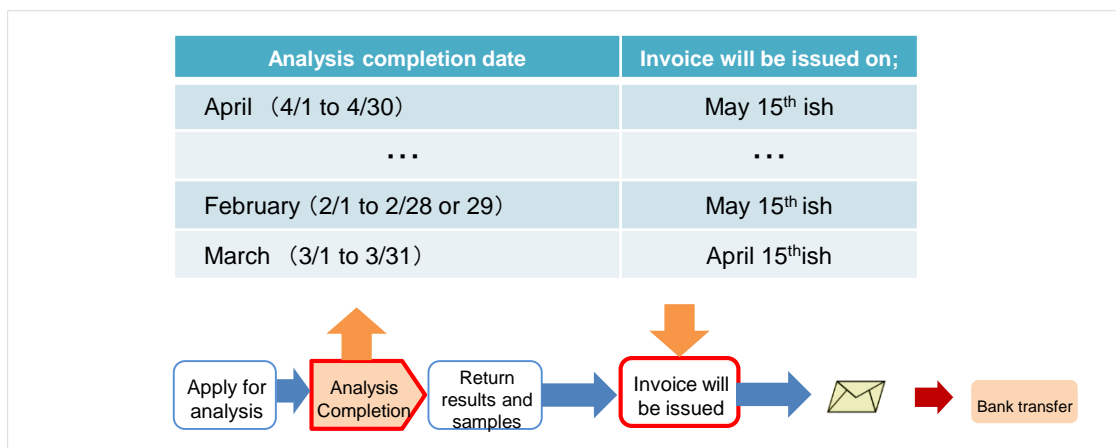 Analysis completion date Invoice will be issued on;
April （4/1 to 4/30） May 15th ish
... ...
February （2/1 to 2/28 or 29） May 15th ish
March （3/1 to 3/31） April 15thish
Apply for
analysis
Analysis
Completion
Return
results and
samples
Invoice will
be issued
Bank transfer